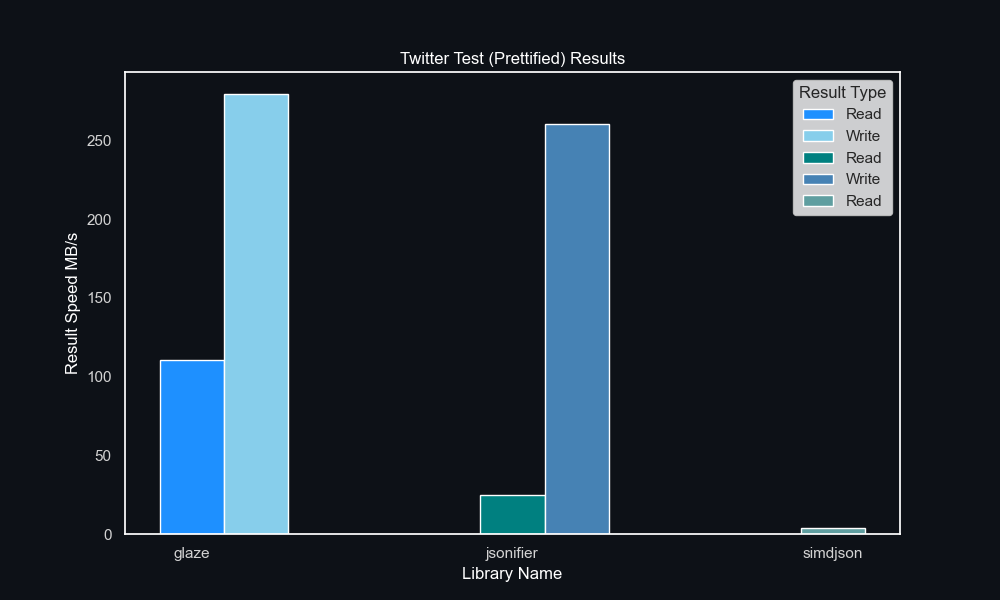 Twitter Test (Prettified) Results
Result Type
Read
Write
Read
Write
Read
Result Speed MB/s
250
200
150
100
50
0
glaze
jsonifier
simdjson
Library Name